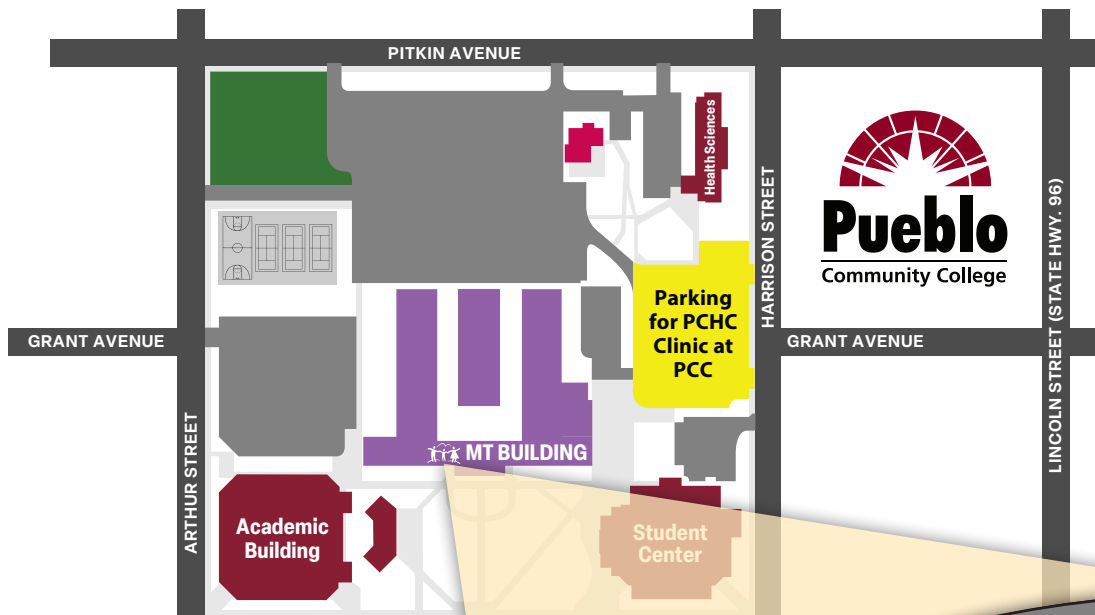 PITKIN AVENUE
Health Sciences
HARRISON STREET
LINCOLN STREET (STATE HWY. 96)
Pueblo
Community College
Parking
for PCHC
Clinic at
PCC
GRANT AVENUE
GRANT AVENUE
ARTHUR STREET
MT BUILDING
Academic
Building
Student
Center